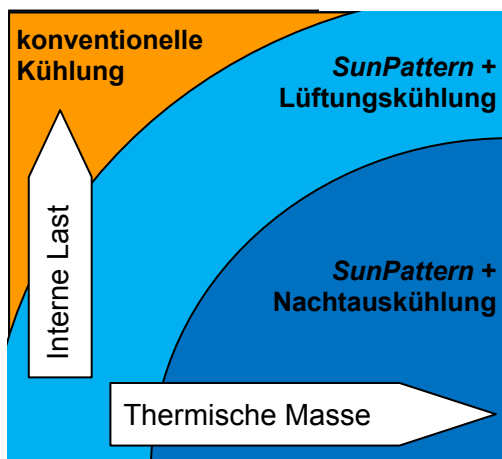 konventionelle
Kühlung
SunPattern +
Lüftungskühlung
Interne Last
SunPattern +
Nachtauskühlung
Thermische Masse